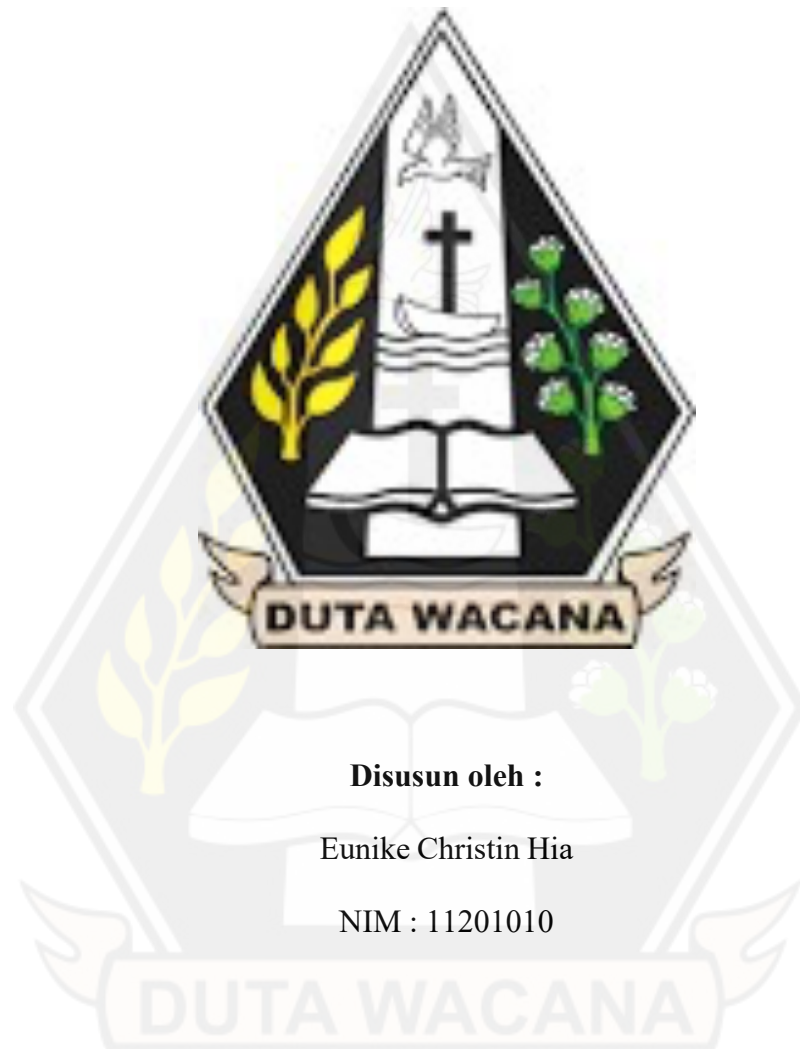 DUTA WACANA
Disusun oleh :
Eunike Christin Hia
NIM : 11201010
DUTA WACANA